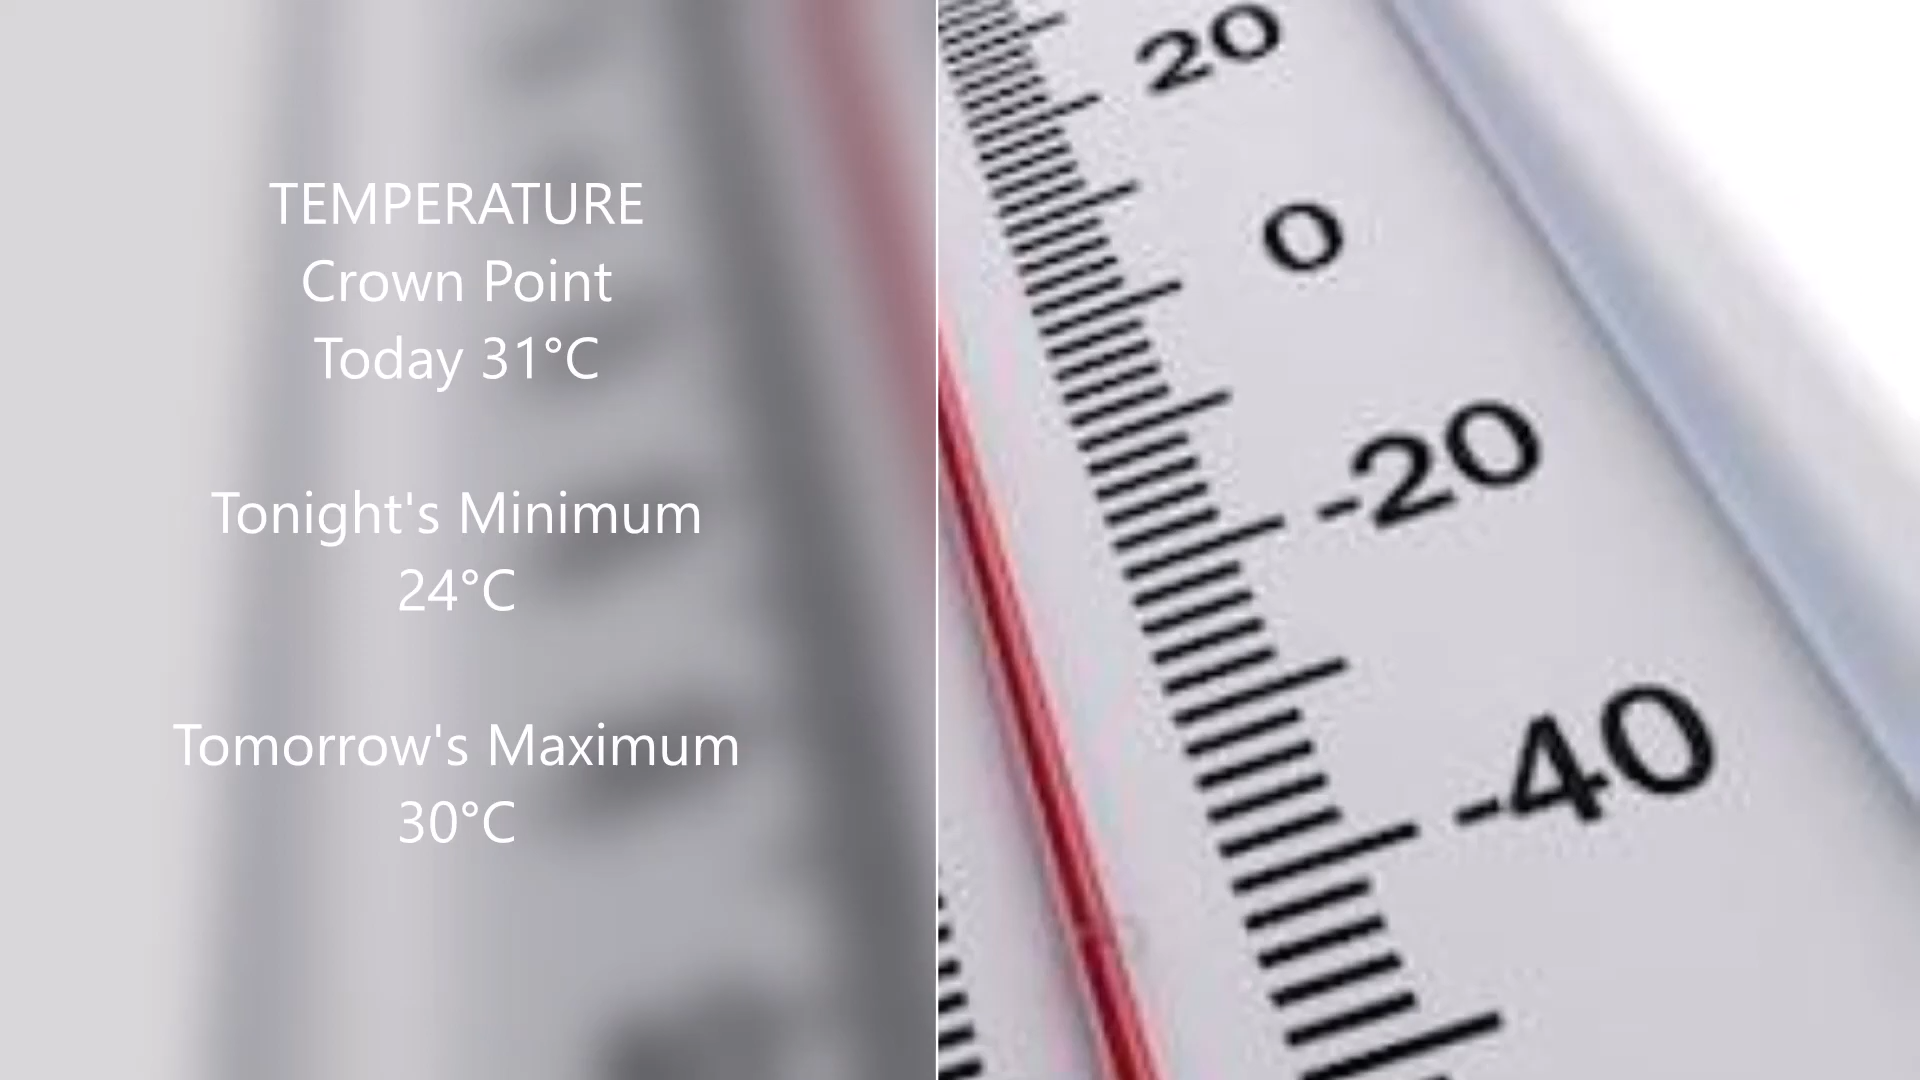 TEMPERATURE
Crown Point
Today 31°C
Tonight's Minimum
24°C
Tomorrow's Maximum
30°C
20
0
-20
-40